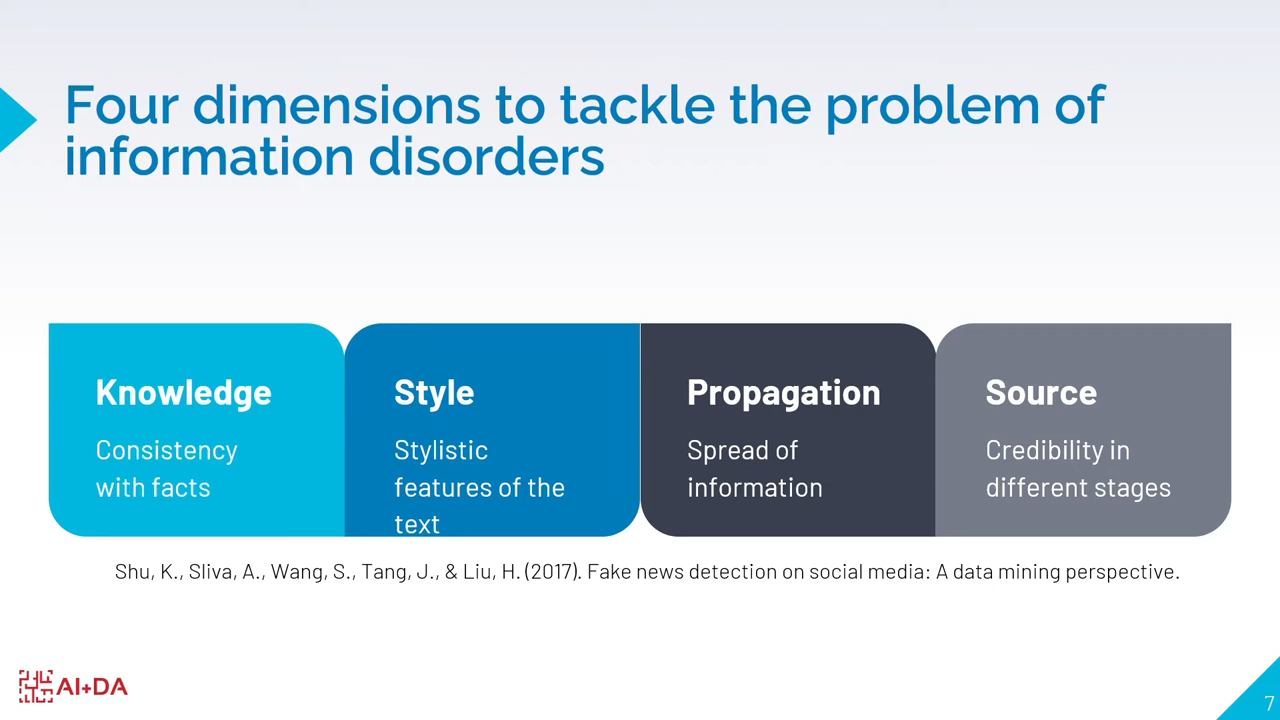 Four dimensions to tackle the problem of
information disorders
Knowledge
Consistency
with facts
Style
Stylistic
features of the
text
Propagation
Spread of
information
Source
Credibility in
different stages
Shu, K., Sliva, A., Wang, S., Tang, J., & Liu, H. (2017). Fake news detection on social media: A data mining perspective.
AI+DA
7